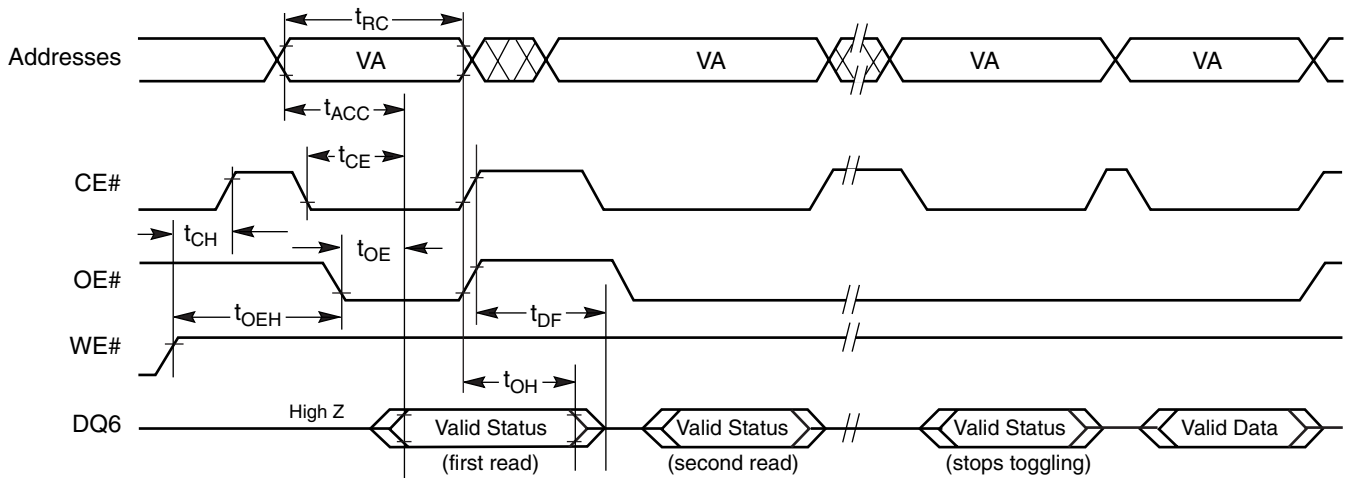 tRC
Addresses VA VA VA VA
tACC
tCE
CE#
tCH tOE
OE#
tOEH tDF
WE#
tOH
High Z
DQ6 Valid Status Valid Status Valid Status Valid Data
(first read) (second read) (stops toggling)